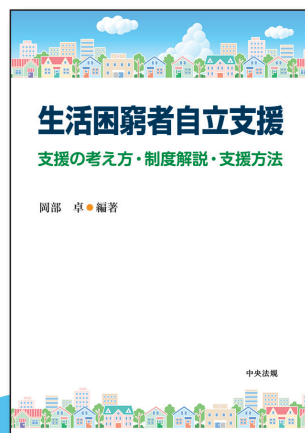 生活困窮者自立支援
支援の考え方・制度解説・支援方法
岡部 卓●編著
中央法規